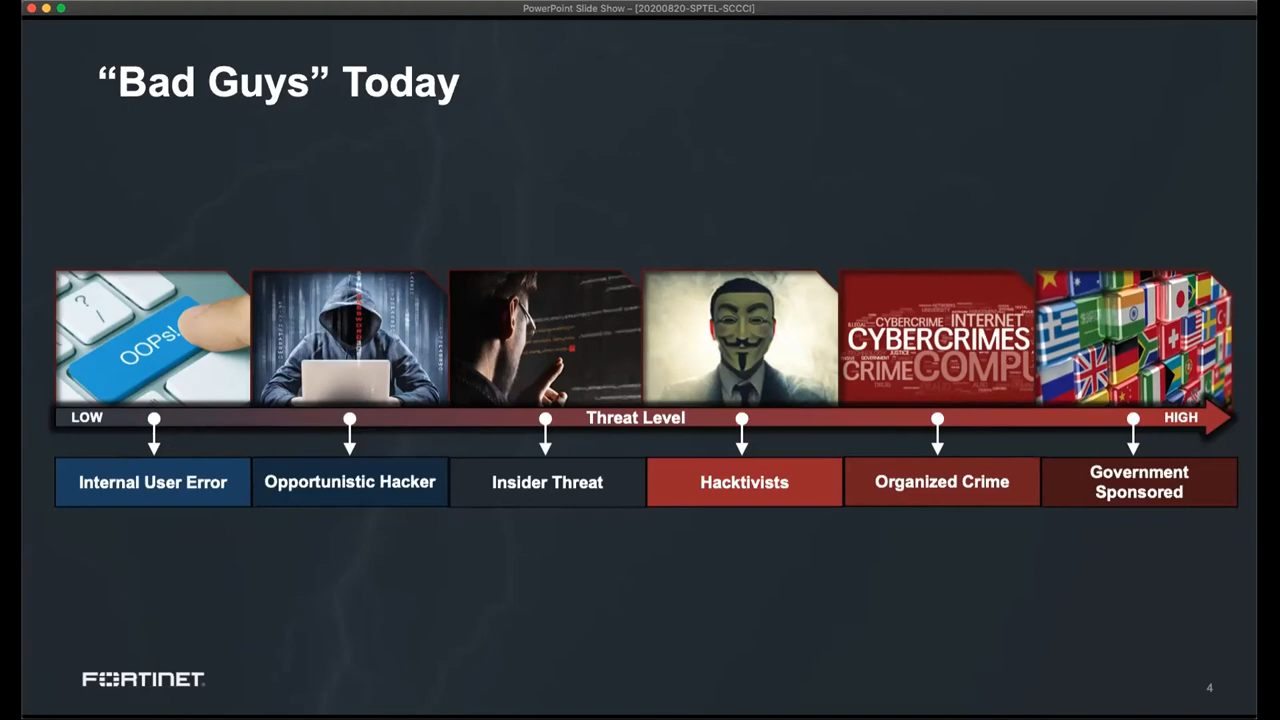 PowerPoint Slide Show – [20200820-SPTEL-SCCCI]
“Bad Guys” Today
?
OOPs!
CYBERCRIME INTERNET
CYBERCRIMES
CRIME COMPU
LOW
Threat Level
HIGH
Internal User Error
Opportunistic Hacker
Insider Threat
Hacktivists
Organized Crime
Government
Sponsored
FORTINET
4